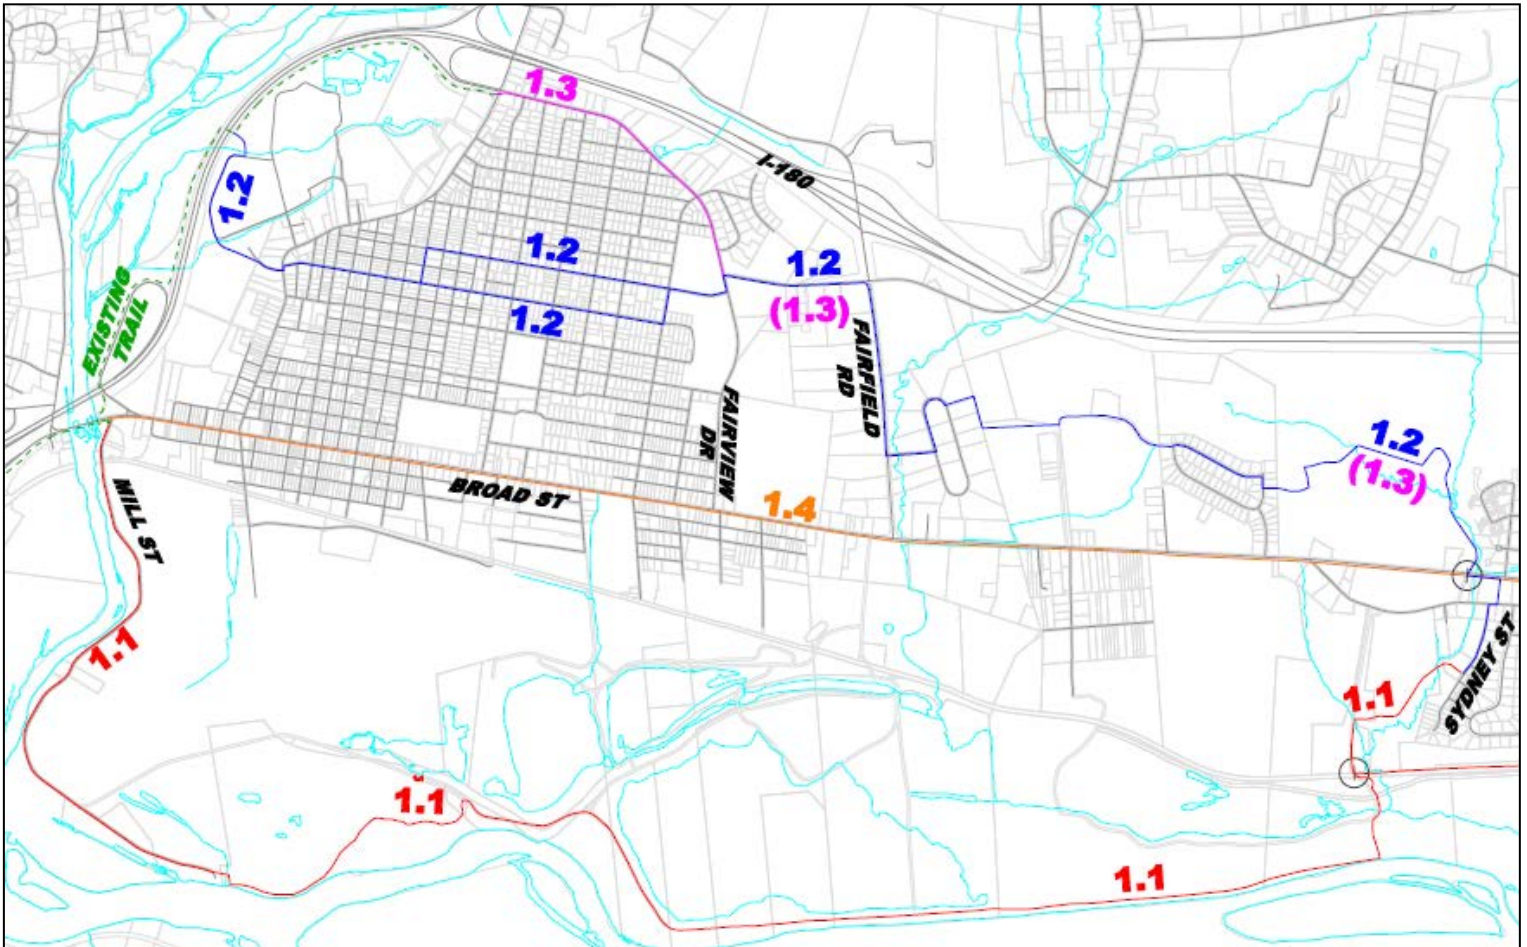 1.3
I-180
1.2
1.2
1.2
(1.3)
EXISTING
TRAIL
1.2
FAIRFIELD
RD
FAIRVIEW
DR
1.2
(1.3)
MILL ST
BROAD ST
1.4
1.1
SYDNEY ST
1.1
1.1
1.1